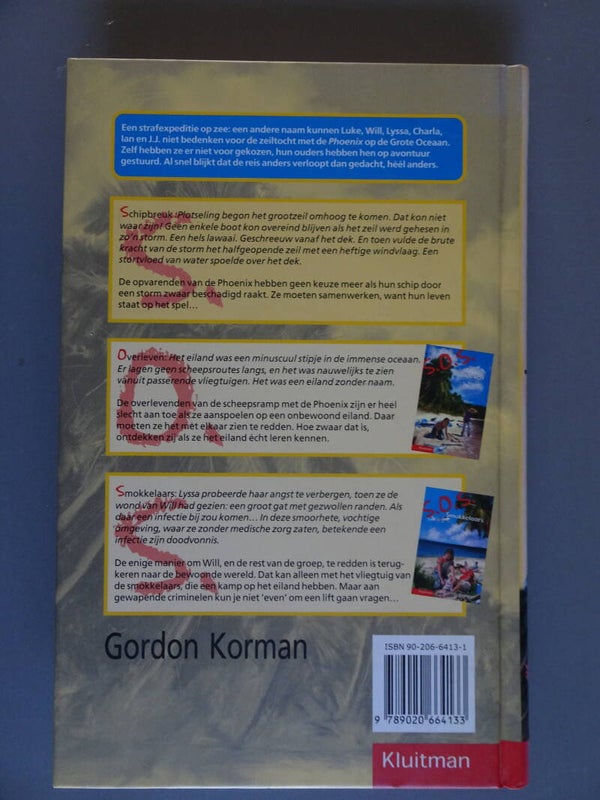 Een strafexpeditie op zee: een andere naam kunnen Luke, Will, Lyssa, Charla,
Ian en J.J. niet bedenken voor de zeiltocht met de Phoenix op de Grote Oceaan.
Zelf hebben ze er niet voor gekozen, hun ouders hebben hen op avontuur
gestuurd. Al snel blijkt dat de reis anders verloopt dan gedacht, héél anders.
Schipbreuk: Plotseling begon het grootzeil omhoog te komen. Dat kon niet
waar zijn! Geen enkele boot kon overeind blijven als het zeil werd gehesen in
zo'n storm. Een hels lawaai. Geschreeuw vanaf het dek. En toen vulde de brute
kracht van de storm het halfgeopende zeil met een heftige windvlaag. Een
stortvloed van water spoelde over het dek.
De opvarenden van de Phoenix hebben geen keuze meer als hun schip door
een storm zwaar beschadigd raakt. Ze moeten samenwerken, want hun leven
staat op het spel...
S.
Overleven: Het eiland was een minuscuul stipje in de immense oceaan.
Er lagen geen scheepsroutes langs, en het was nauwelijks te zien
vanuit passerende vliegtuigen. Het was een eiland zonder naam.
De overlevenden van de scheepsramp met de Phoenix zijn er heel
slecht aan toe als ze aanspoelen op een onbewoond eiland. Daar
moeten ze het met elkaar zien te redden. Hoe zwaar dat is,
ontdekken zij als ze het eiland écht leren kennen.
O.
S.O.S.
Kluitman
Smokkelaars: Lyssa probeerde haar angst te verbergen, toen ze de
wond van Will had gezien: een groot gat met gezwollen randen. Als
daar een infectie bij zou komen... In deze smoorhete, vochtige
omgeving, waar ze zonder medische zorg zaten, betekende een
infectie zijn doodvonnis.
De enige manier om Will, en de rest van de groep, te redden is terug-
keren naar de bewoonde wereld. Dat kan alleen met het vliegtuig van
de smokkelaars, die een kamp op het eiland hebben. Maar aan
gewapende criminelen kun je niet 'even' om een lift gaan vragen...
S.
S.O.S.
Smokkelaars
Gordon Korman
ISBN 90-206-6413-1
9 789020 664133
Kluitman